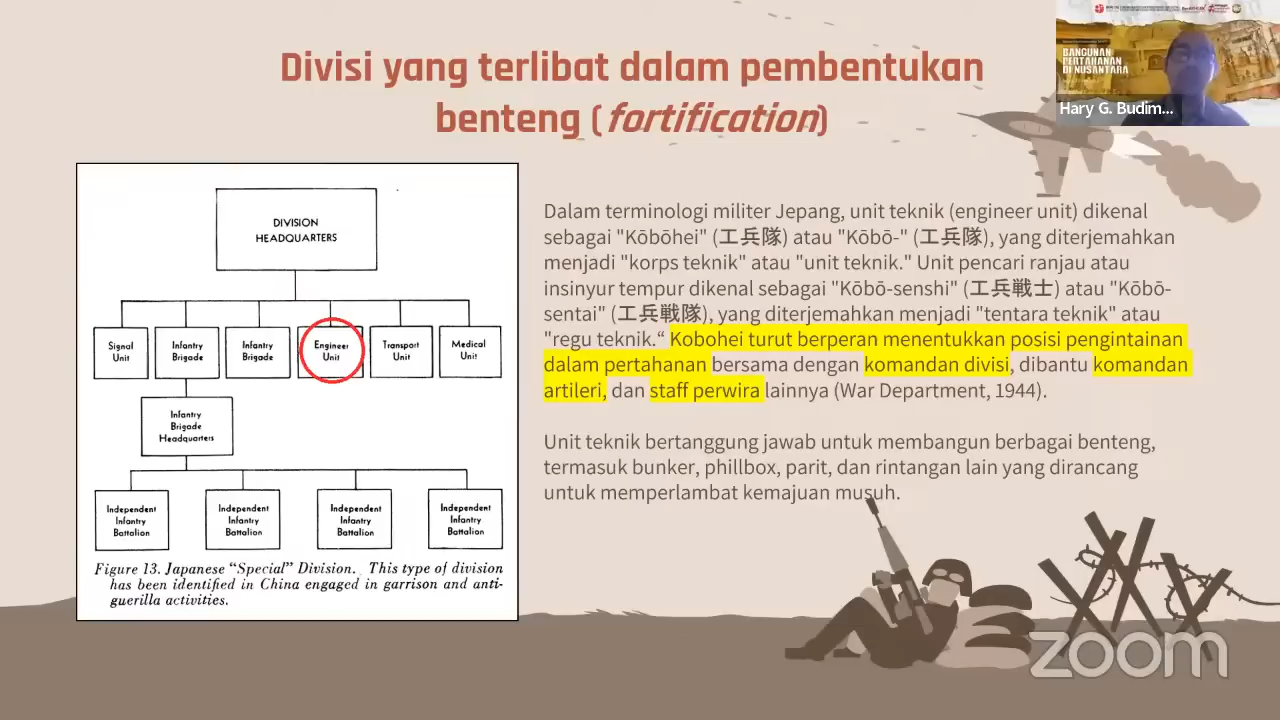 Divisi yang terlibat dalam pembentukan
benteng (fortification)
BANGUNAN
PERTAHANAN
DI NUSANTARA
Hary G. Budim...
DIVISION
HEADQUARTERS
Signal
Unit
Infantry
Brigade
Infantry
Brigade
Engineer
Unit
Transport
Unit
Medical
Unit
Infantry
Brigade
Headquarters
Independent
Infantry
Battalion
Independent
Infantry
Battalion
Independent
Infantry
Battalion
Independent
Infantry
Battalion
Figure 13. Japanese “Special” Division. This type of division
has been identified in China engaged in garrison and anti-
guerilla activities.
Dalam terminologi militer Jepang, unit teknik (engineer unit) dikenal
sebagai "Kōbōhei" (工兵隊) atau "Kōbō-" (工兵隊), yang diterjemahkan
menjadi "korps teknik" atau "unit teknik." Unit pencari ranjau atau
insinyur tempur dikenal sebagai "Kōbō-senshi" (工兵戦士) atau "Kōbō-
sentai" (工兵戦隊), yang diterjemahkan menjadi "tentara teknik" atau
"regu teknik.“ Kobohei turut berperan menentukkan posisi pengintainan
dalam pertahanan bersama dengan komandan divisi, dibantu komandan
artileri, dan staff perwira lainnya (War Department, 1944).
Unit teknik bertanggung jawab untuk membangun berbagai benteng,
termasuk bunker, phillbox, parit, dan rintangan lain yang dirancang
untuk memperlambat kemajuan musuh.
zoom